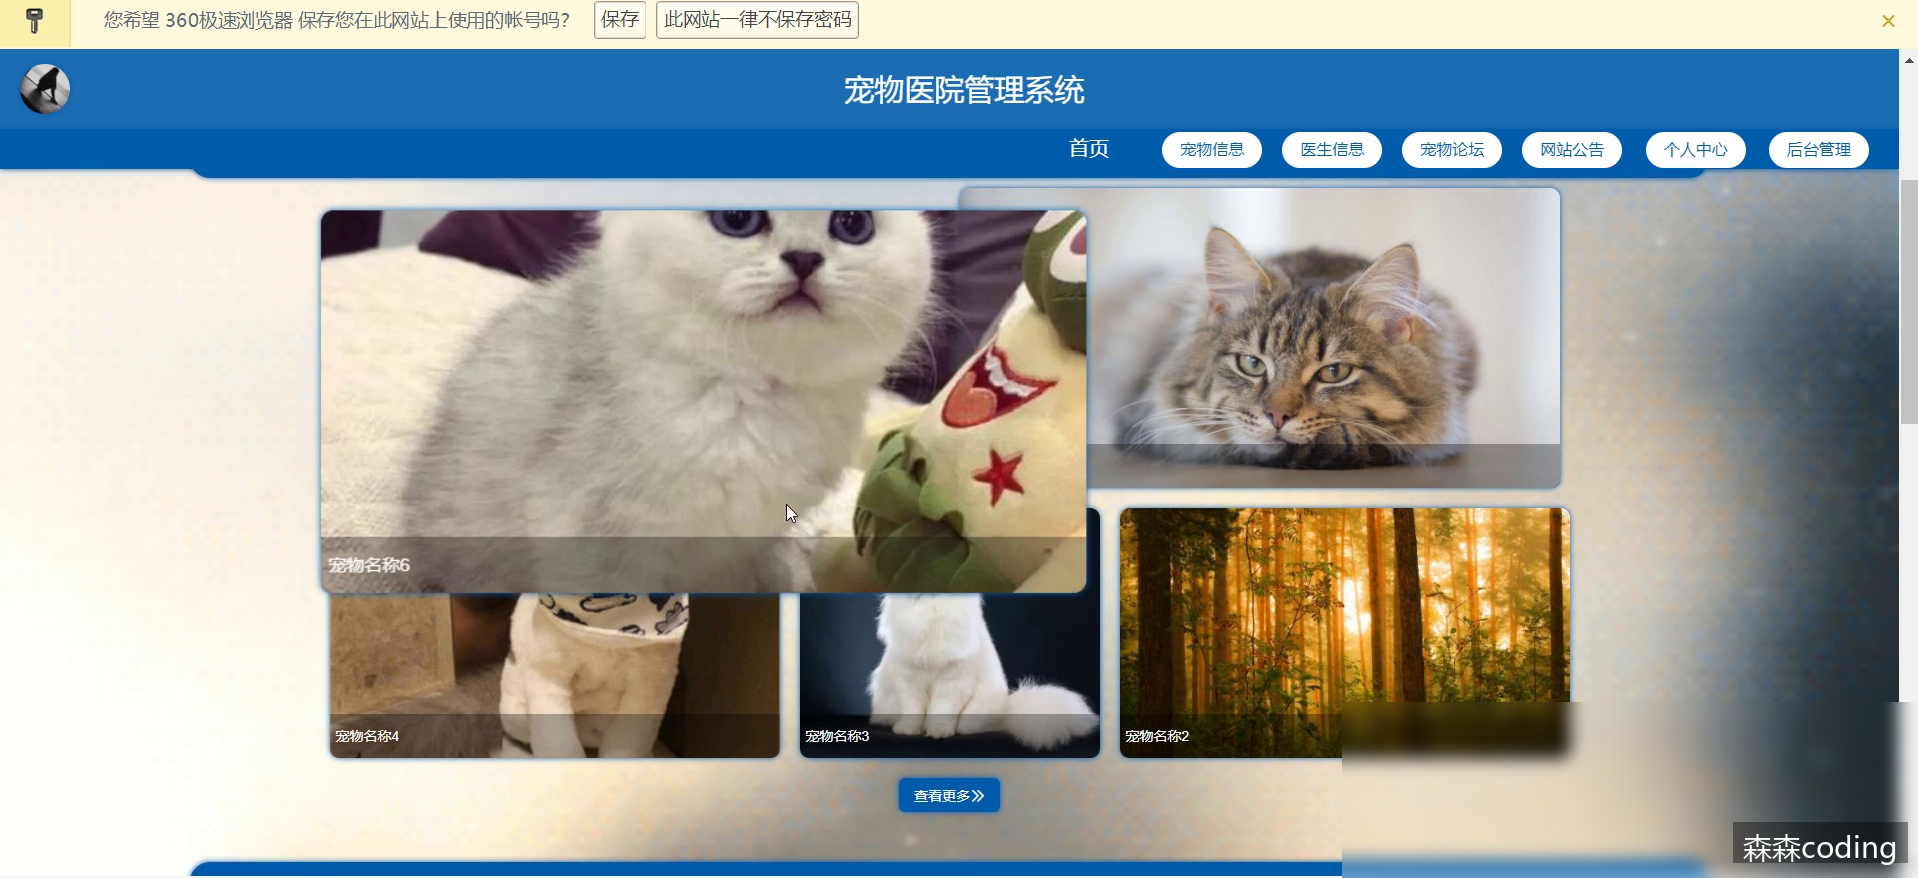 您希望 360极速浏览器 保存您在此网站上使用的帐号吗？ 保存 此网站一律不保存密码
宠物医院管理系统
首页 宠物信息 医生信息 宠物论坛 网站公告 个人中心 后台管理
宠物名称6
宠物名称4 宠物名称3 宠物名称2
查看更多
森森coding